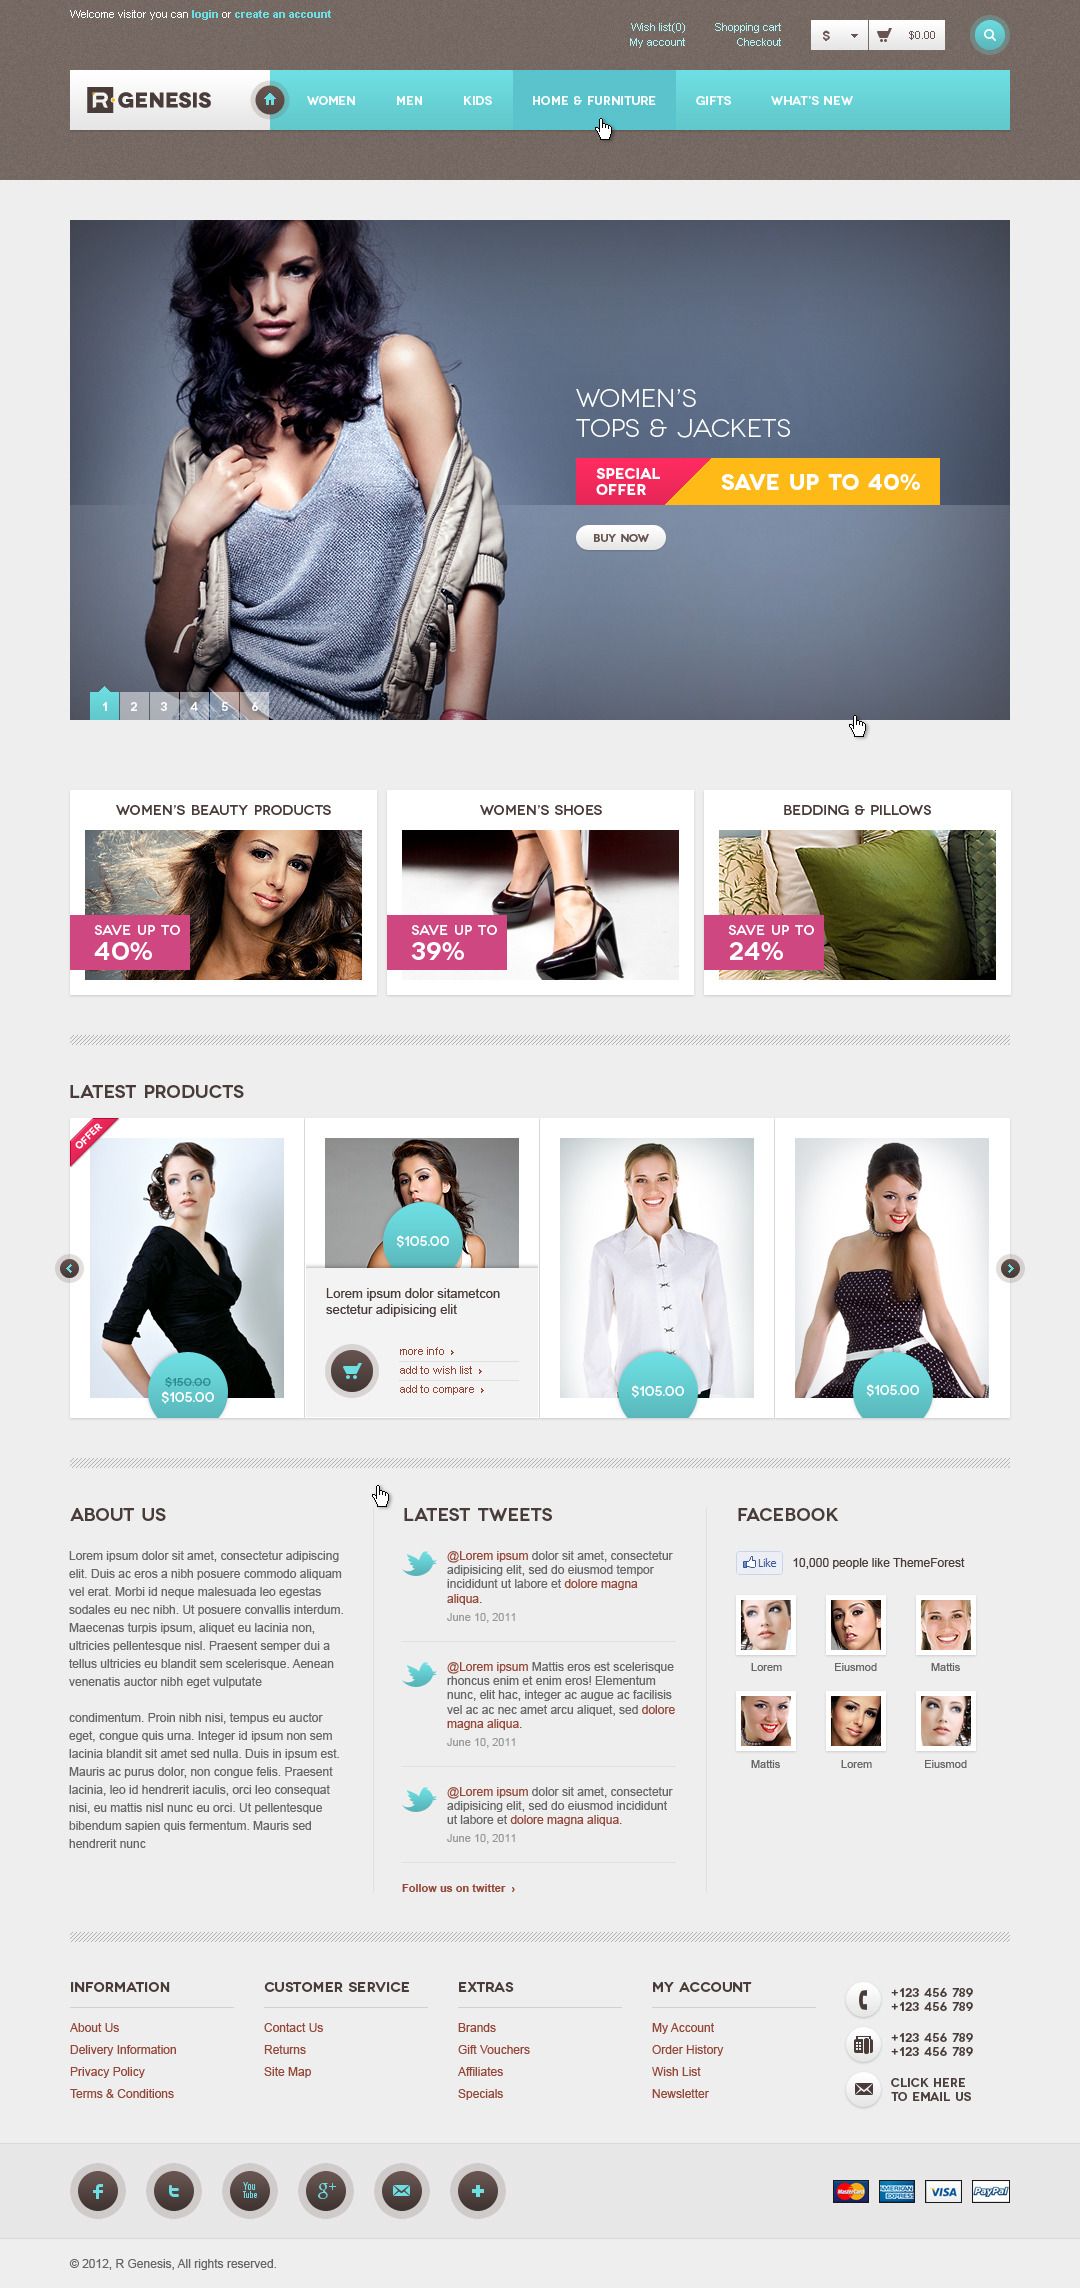 Welcome visitor you can login or create an account
Wish list(0)
My account
Shopping cart
Checkout
$
$0.00
R GENESIS
WOMEN
MEN
KIDS
HOME & FURNITURE
GIFTS
WHAT'S NEW
WOMEN'S
TOPS & JACKETS
SPECIAL
OFFER
SAVE UP TO 40%
BUY NOW
1 2 3 4 5 6
WOMEN'S BEAUTY PRODUCTS
SAVE UP TO
40%
WOMEN'S SHOES
SAVE UP TO
39%
BEDDING & PILLOWS
SAVE UP TO
24%
LATEST PRODUCTS
OFFER
$150.00
$105.00
$105.00
Lorem ipsum dolor sitametcon
sectetur adipisicing elit
more info ›
add to wish list ›
add to compare ›
$105.00
$105.00
ABOUT US
Lorem ipsum dolor sit amet, consectetur adipiscing
elit. Duis ac eros a nibh posuere commodo aliquam
vel erat. Morbi id neque malesuada leo egestas
sodales eu nec nibh. Ut posuere convallis interdum.
Maecenas turpis ipsum, aliquet eu lacinia non,
ultricies pellentesque nisl. Praesent semper dui a
tellus ultricies eu blandit sem scelerisque. Aenean
venenatis auctor nibh eget vulputate
condimentum. Proin nibh nisi, tempus eu auctor
eget, congue quis urna. Integer id ipsum non sem
lacinia blandit sit amet sed nulla. Duis in ipsum est.
Mauris ac purus dolor, non congue felis. Praesent
lacinia, leo id hendrerit iaculis, orci leo consequat
nisi, eu mattis nisl nunc eu orci. Ut pellentesque
bibendum sapien quis fermentum. Mauris sed
hendrerit nunc
LATEST TWEETS
@Lorem ipsum dolor sit amet, consectetur
adipisicing elit, sed do eiusmod tempor
incididunt ut labore et dolore magna
aliqua.
June 10, 2011
@Lorem ipsum Mattis eros est scelerisque
rhoncus enim et enim eros! Elementum
nunc, elit hac, integer ac augue ac facilisis
vel ac ac nec amet arcu aliquet, sed dolore
magna aliqua.
June 10, 2011
@Lorem ipsum dolor sit amet, consectetur
adipisicing elit, sed do eiusmod incididunt
ut labore et dolore magna aliqua.
June 10, 2011
Follow us on twitter ›
FACEBOOK
Like
10,000 people like ThemeForest
Lorem
Eiusmod
Mattis
Mattis
Lorem
Eiusmod
INFORMATION
About Us
Delivery Information
Privacy Policy
Terms & Conditions
CUSTOMER SERVICE
Contact Us
Returns
Site Map
EXTRAS
Brands
Gift Vouchers
Affiliates
Specials
MY ACCOUNT
My Account
Order History
Wish List
Newsletter
+123 456 789
+123 456 789
+123 456 789
+123 456 789
CLICK HERE
TO EMAIL US
f
t
You
Tube
g+
MasterCard
AMERICAN
EXPRESS
VISA
PayPal
© 2012, R Genesis, All rights reserved.